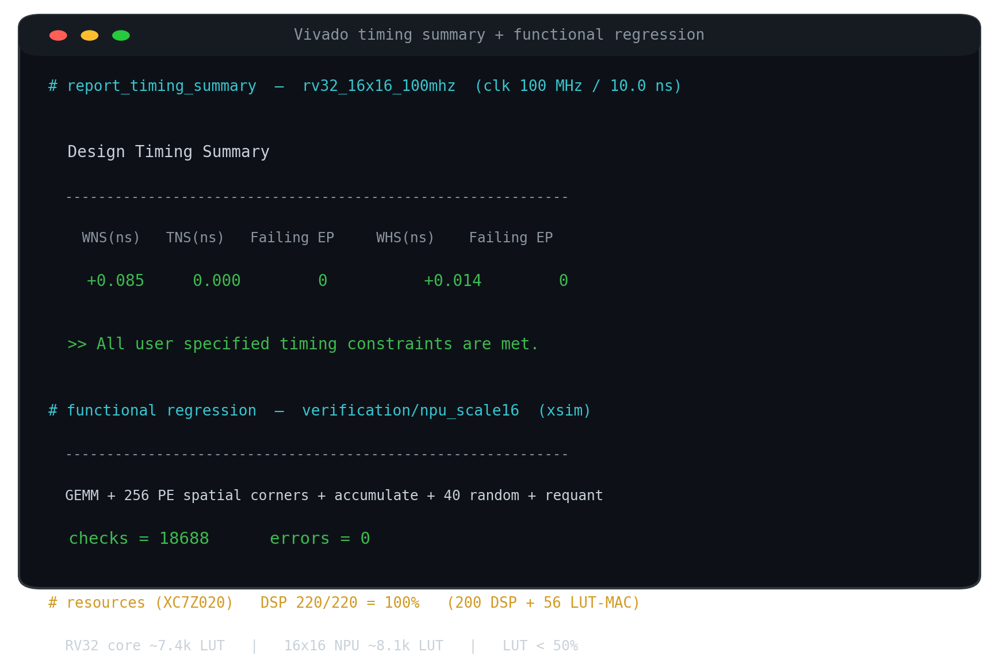 Vivado timing summary + functional regression
# report_timing_summary — rv32_16x16_100mhz (clk 100 MHz / 10.0 ns)
Design Timing Summary
-------------------------------------------------------------
WNS(ns) TNS(ns) Failing EP WHS(ns) Failing EP
+0.085 0.000 0 +0.014 0
>> All user specified timing constraints are met.
# functional regression — verification/npu_scale16 (xsim)
-------------------------------------------------------------
GEMM + 256 PE spatial corners + accumulate + 40 random + requant
checks = 18688 errors = 0
# resources (XC7Z020) DSP 220/220 = 100% (200 DSP + 56 LUT-MAC)
RV32 core ~7.4k LUT | 16x16 NPU ~8.1k LUT | LUT < 50%